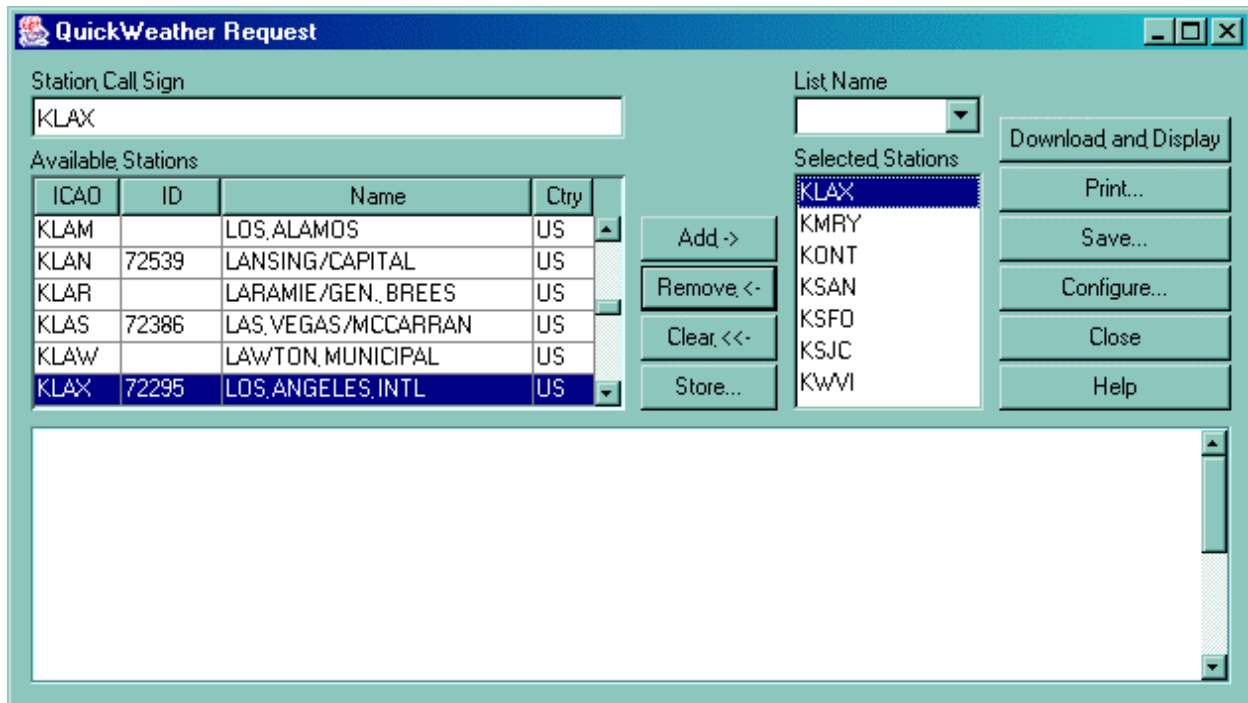 QuickWeather Request
Station Call Sign
KLAX
Available Stations
ICAO ID Name Ctry
KLAM LOS ALAMOS US
KLAN 72539 LANSING/CAPITAL US
KLAR LARAMIE/GEN. BREES US
KLAS 72386 LAS VEGAS/MCCARRAN US
KLAW LAWTON MUNICIPAL US
KLAX 72295 LOS ANGELES INTL US
Add ->
Remove <-
Clear <<-
Store...
List Name
Selected Stations
KLAX
KMRY
KONT
KSAN
KSFO
KSJC
KWVI
Download and Display
Print...
Save...
Configure...
Close
Help